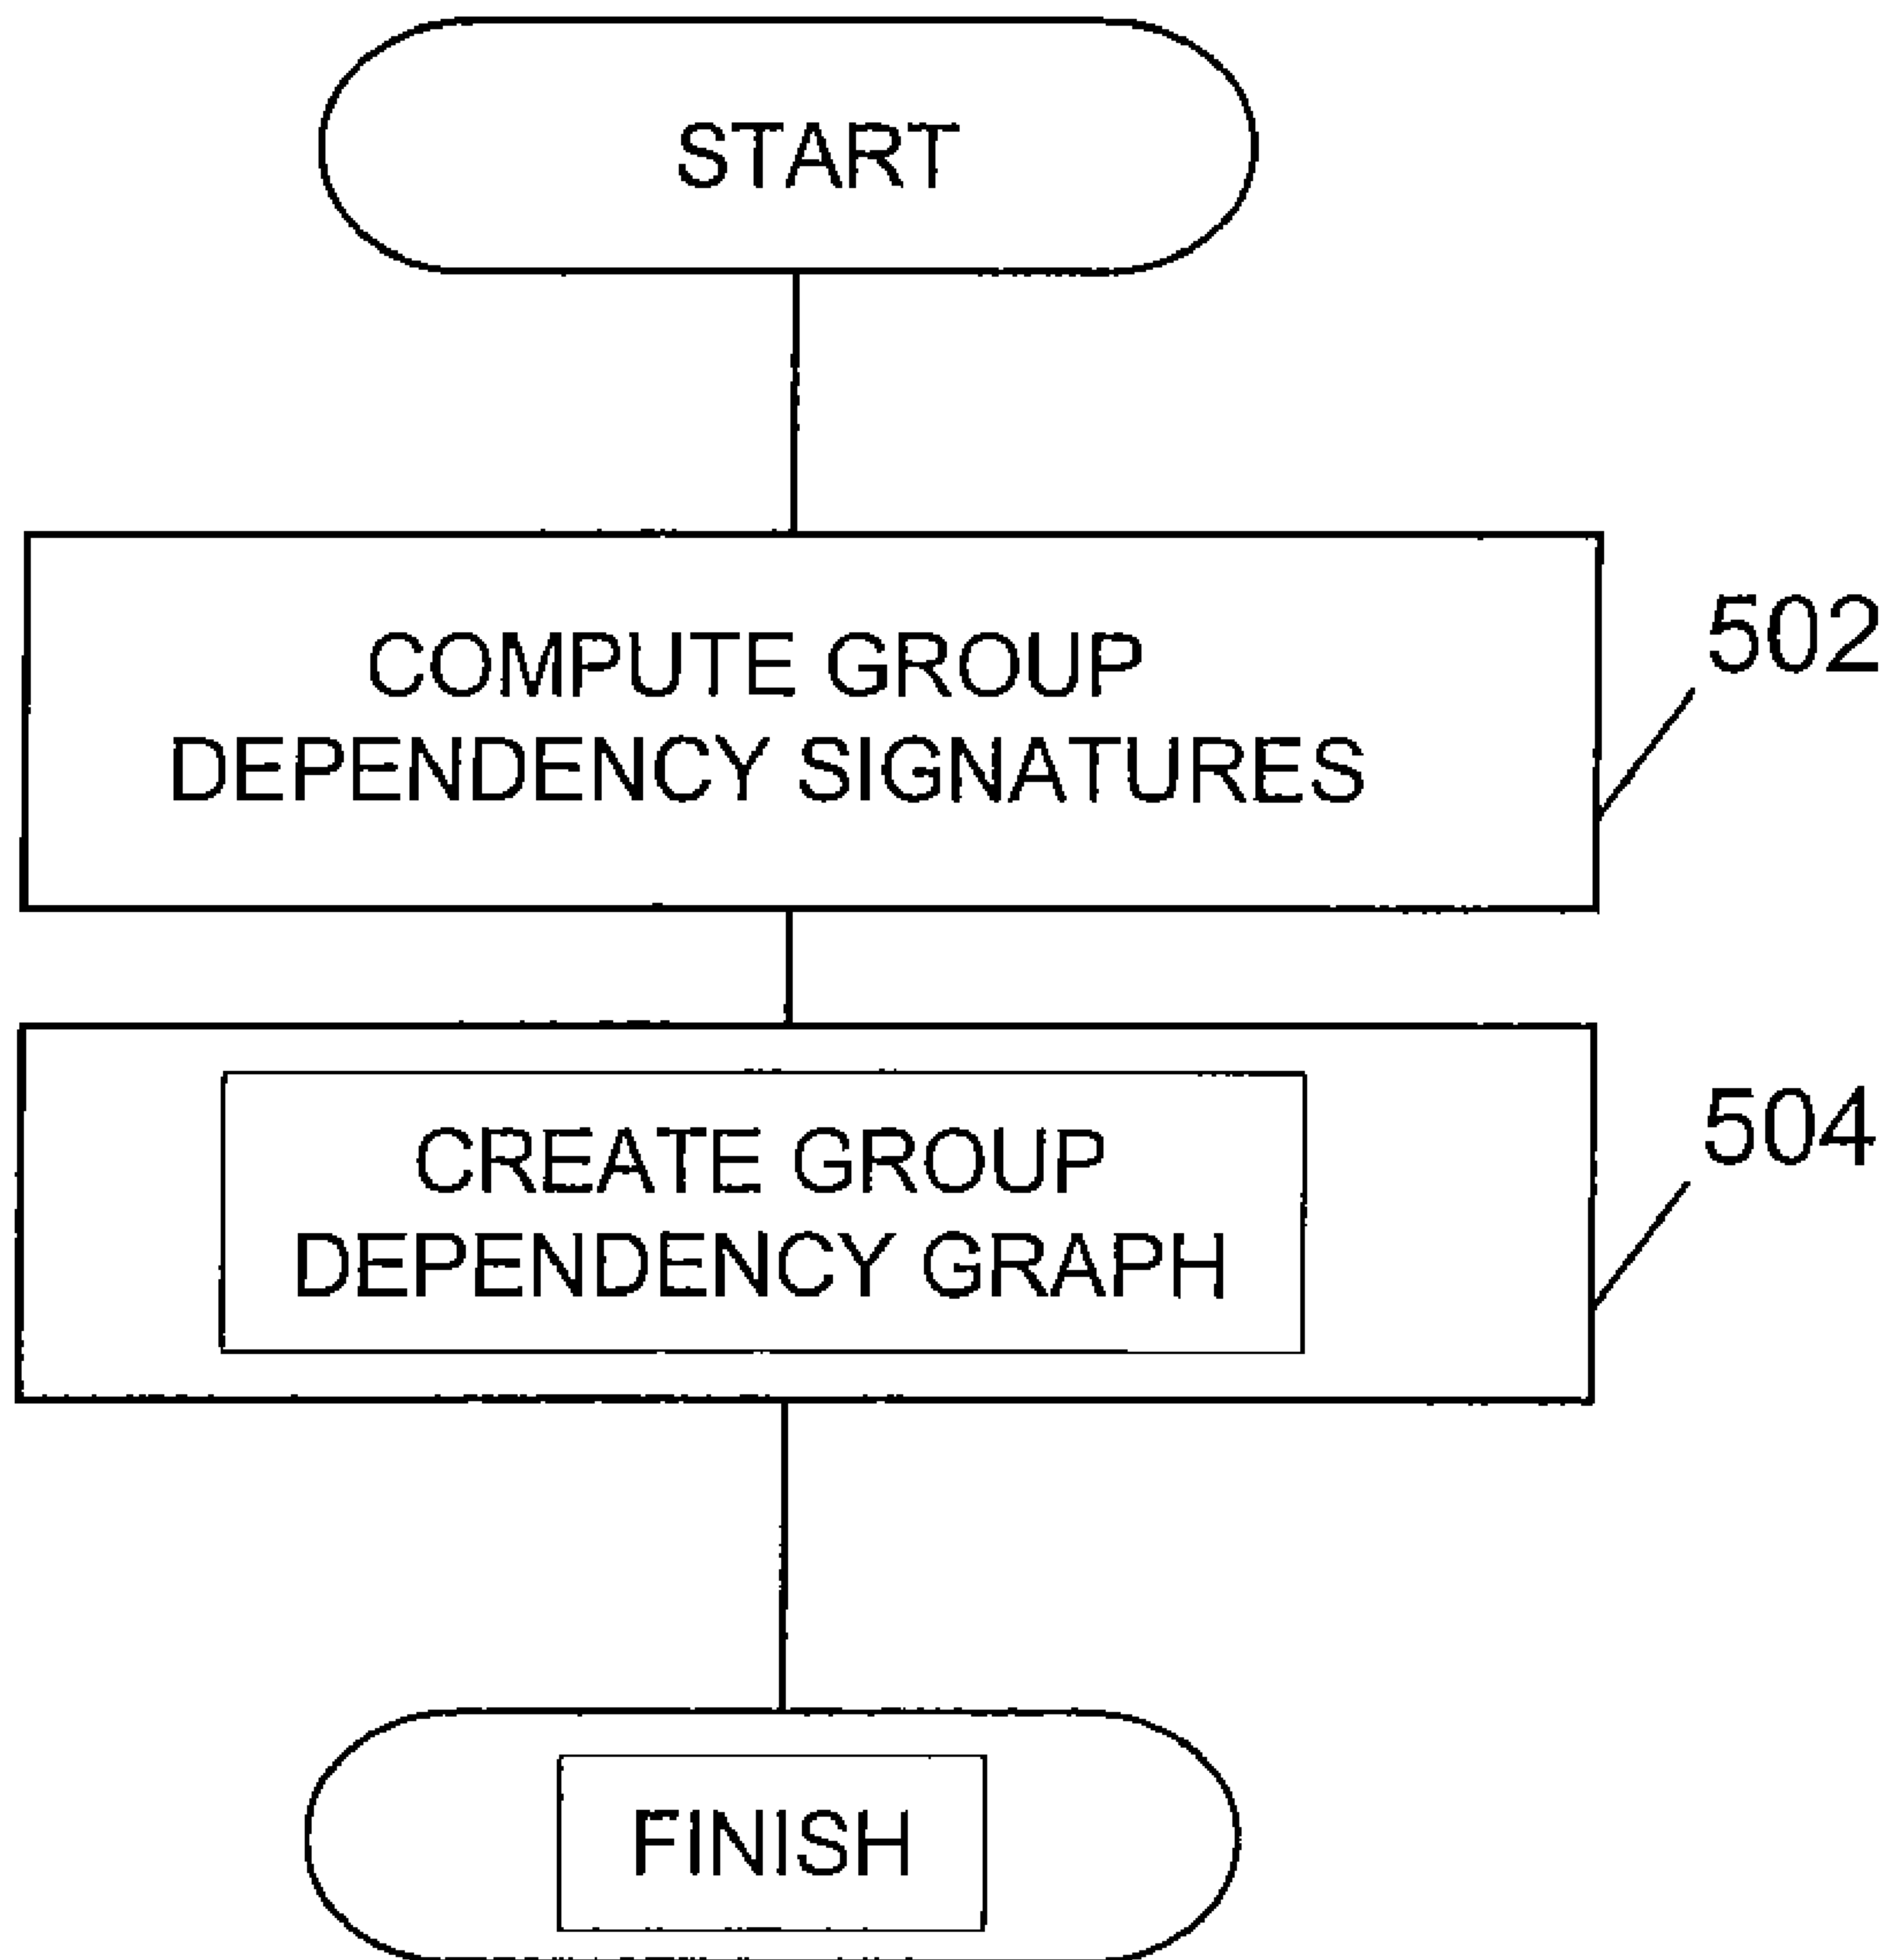 START
COMPUTE GROUP
DEPENDENCY SIGNATURES
502
CREATE GROUP
DEPENDENCY GRAPH
504
FINISH